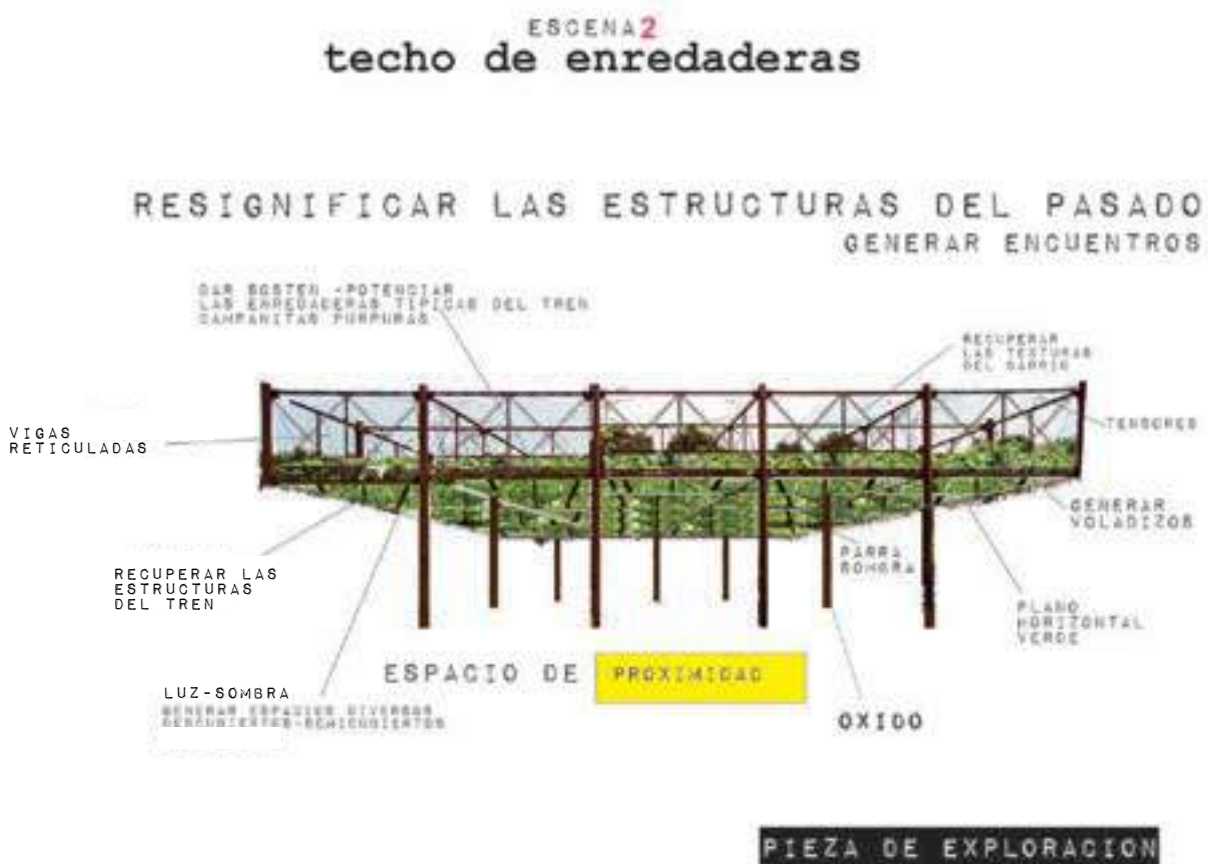 ESCENA2
techo de enredaderas
RESIGNIFICAR LAS ESTRUCTURAS DEL PASADO
GENERAR ENCUENTROS
DAR SOSTEN -POTENCIAR
LAS ENREDADERAS TIPICAS DEL TREN
CAMPANITAS PURPURAS
RECUPERAR
LAS TEXTURAS
DEL BARRIO
VIGAS
RETICULADAS
TENSORES
GENERAR
VOLADIZOS
PARRA
SOMBRA
RECUPERAR LAS
ESTRUCTURAS
DEL TREN
PLANO
HORIZONTAL
VERDE
ESPACIO DE PROXIMIDAD
LUZ-SOMBRA
GENERAR ESPACIOS DIVERSOS
DESCUBIERTOS-SEMICUBIERTOS
OXIDO
PIEZA DE EXPLORACION